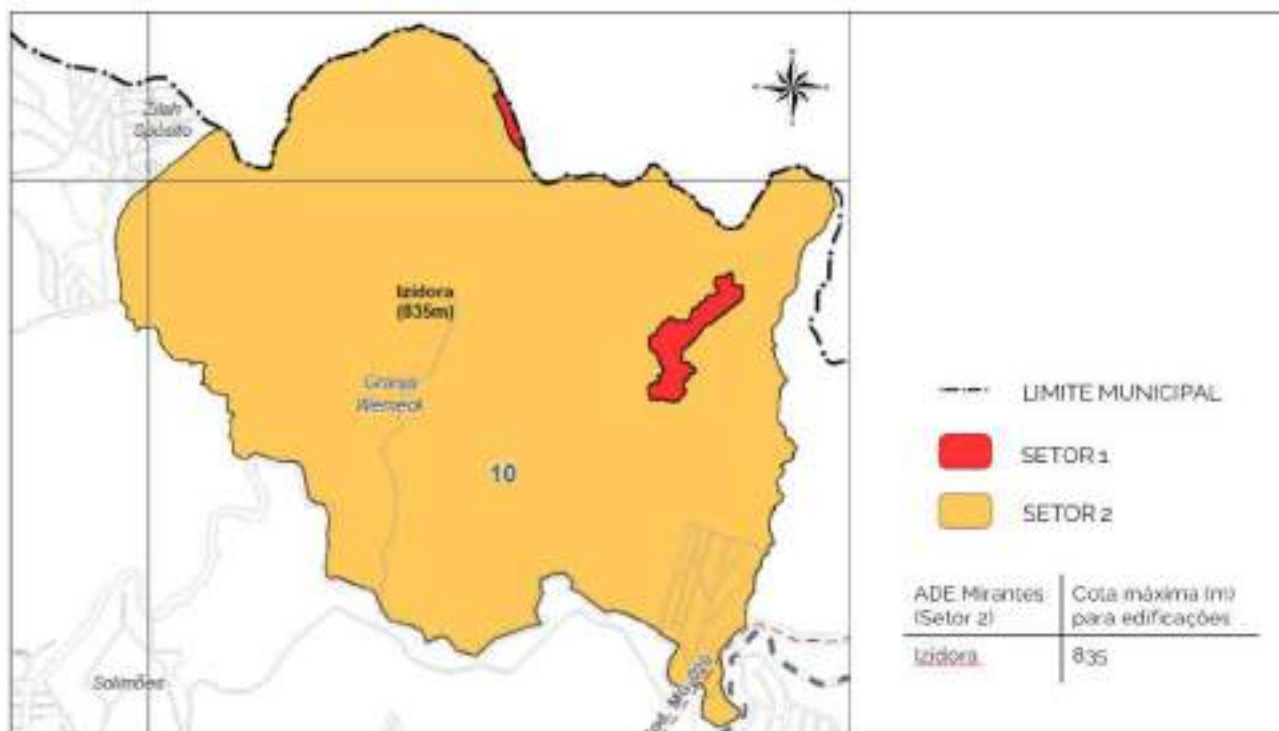 Zilah
Spósito
Izidora
(835m)
Granja
Werneck
10
Solimões
LIMITE MUNICIPAL
SETOR 1
SETOR 2
ADE Mirantes
(Setor 2)
Cota máxima (m)
para edificações
Izidora
835